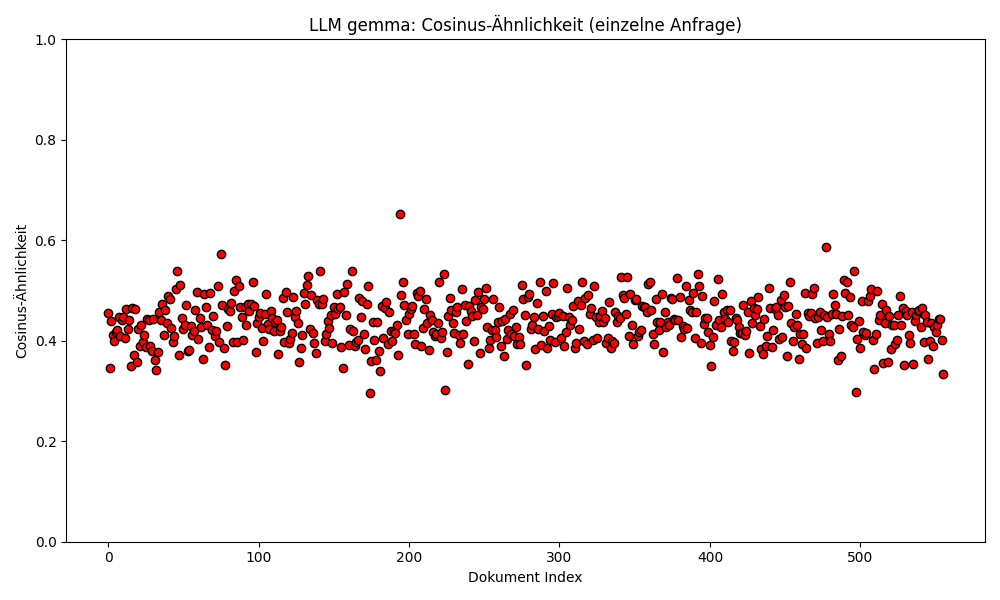 LLM gemma: Cosinus-Ähnlichkeit (einzelne Anfrage)
1.0
0.8
0.6
0.4
0.2
0.0
Cosinus-Ähnlichkeit
0 100 200 300 400 500
Dokument Index